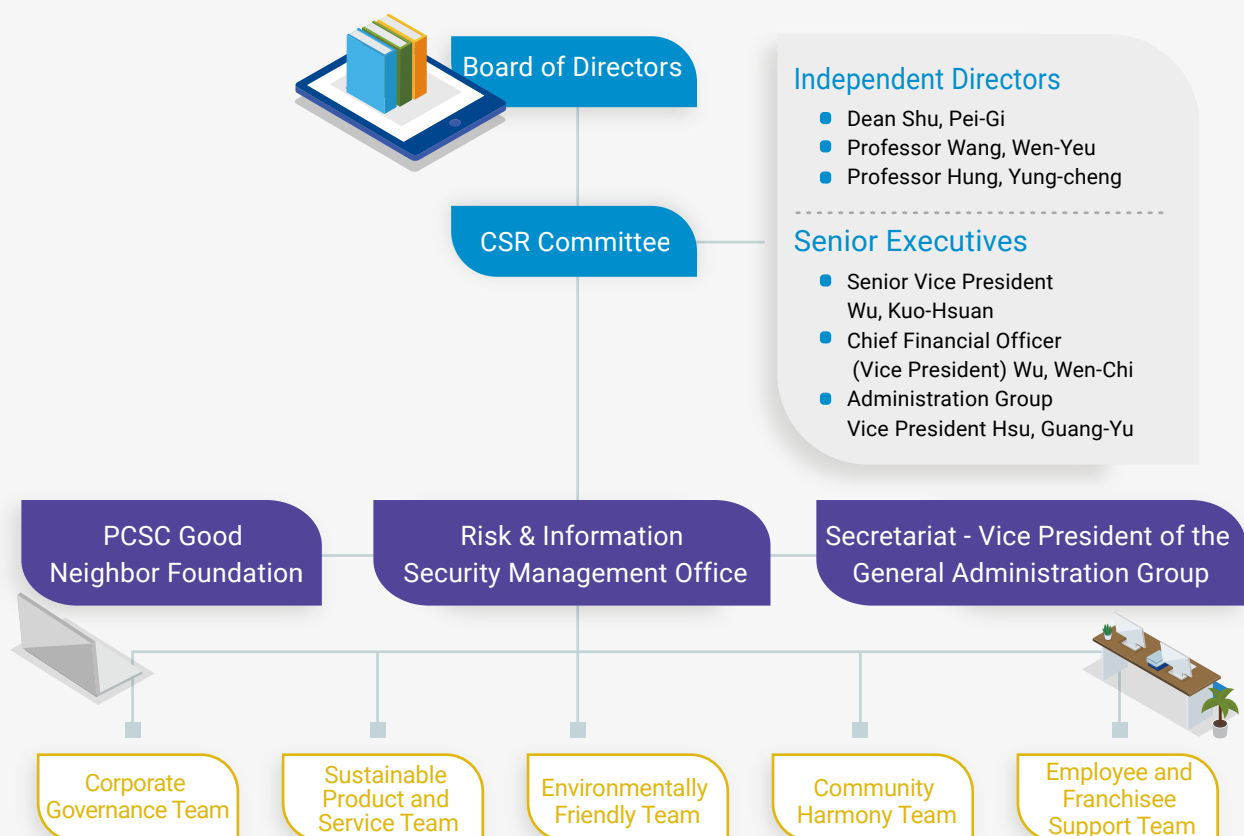 Board of Directors
Independent Directors
Dean Shu, Pei-Gi
Professor Wang, Wen-Yeu
Professor Hung, Yung-cheng
CSR Committee
Senior Executives
Senior Vice President
Wu, Kuo-Hsuan
Chief Financial Officer
(Vice President) Wu, Wen-Chi
Administration Group
Vice President Hsu, Guang-Yu
PCSC Good
Neighbor Foundation
Risk & Information
Security Management Office
Secretariat - Vice President of the
General Administration Group
Corporate
Governance Team
Sustainable
Product and
Service Team
Environmentally
Friendly Team
Community
Harmony Team
Employee and
Franchisee
Support Team